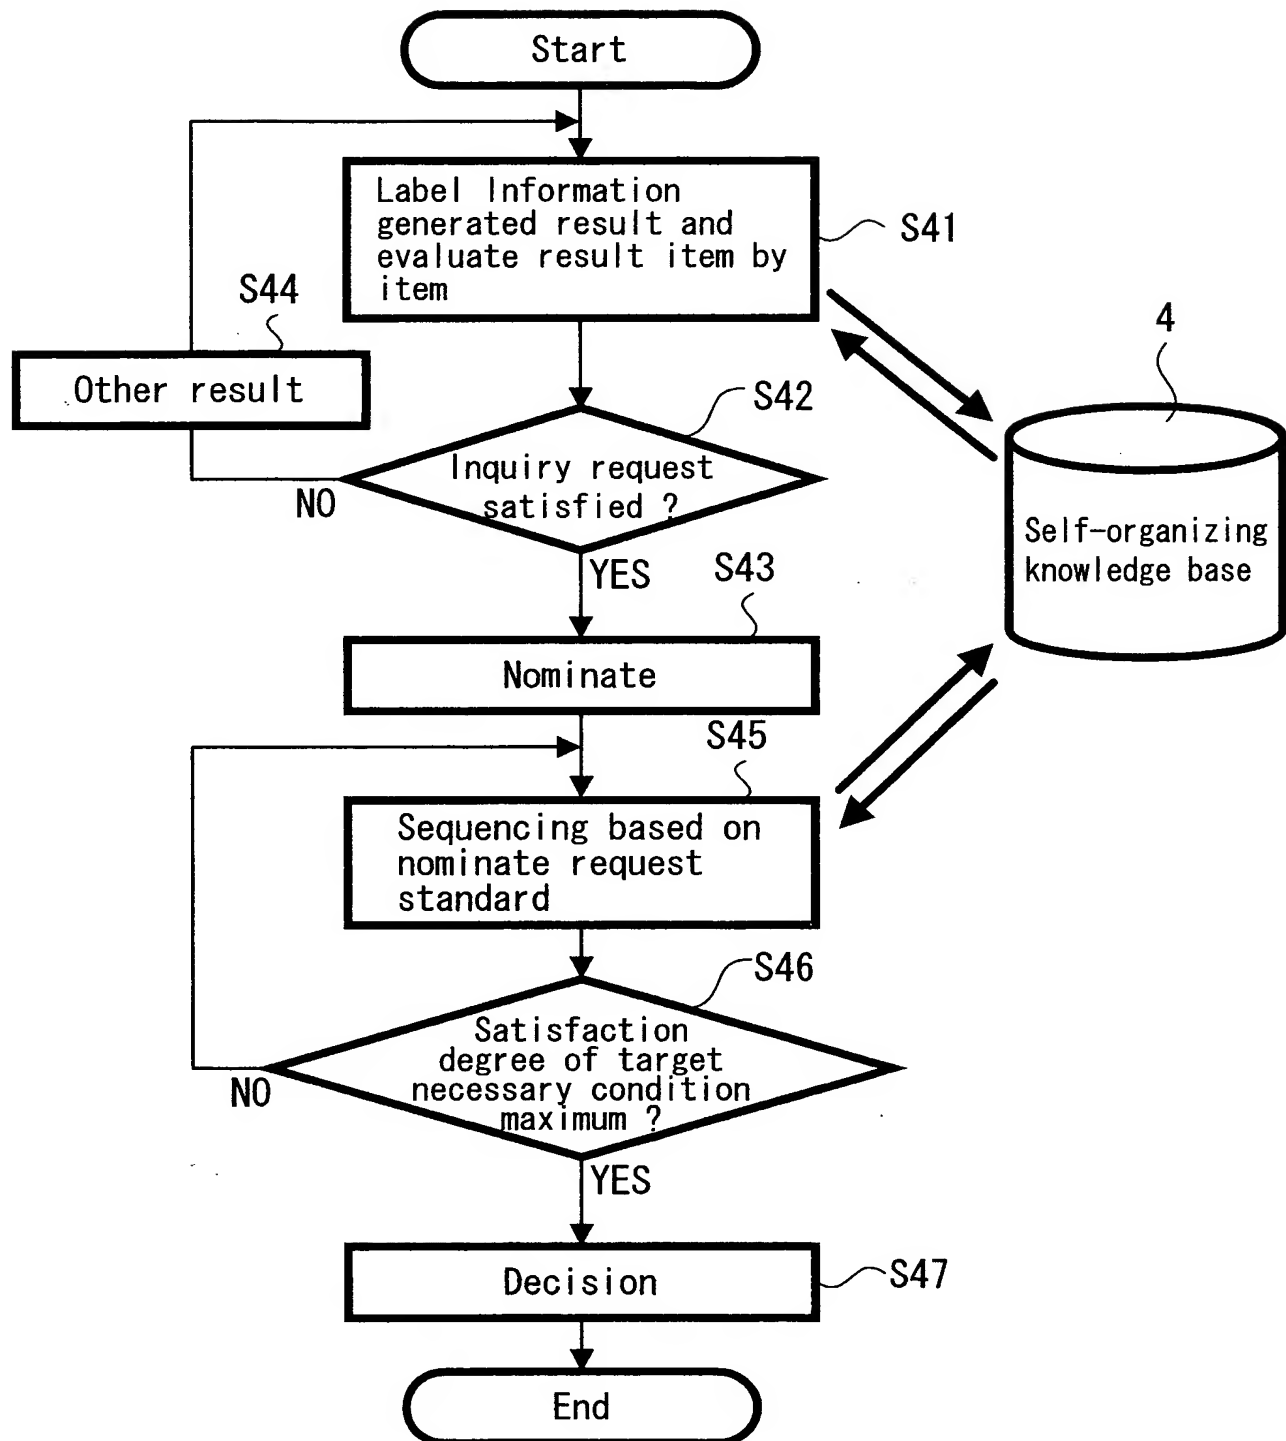 Start
Label Information
generated result and
evaluate result item by
item
S41
S44
Other result
4
S42
Inquiry request
satisfied ?
NO
YES
Self-organizing
knowledge base
S43
Nominate
S45
Sequencing based on
nominate request
standard
S46
Satisfaction
degree of target
necessary condition
maximum ?
NO
YES
Decision
S47
End